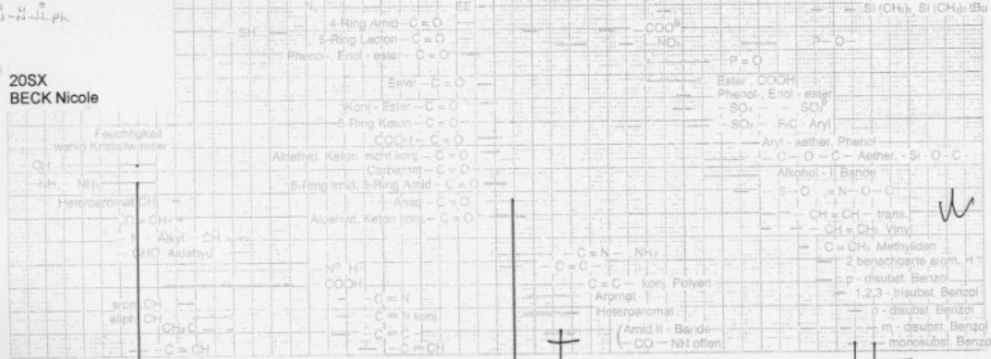 N₂
EE
4-Ring Amid C = O
6-Ring Lacton C = O
Phenol-, Enol - ester C = O
SH
20SX
BECK Nicole
Ester C = O
Konj - Ester C = O
5-Ring Keton C = O
COOH C = O
Aldehyd, Keton nicht konj C = O
Carbamat C = O
5-Ring Imid, 5-Ring Amid C = O
Amid C = O
Aldehyd, Keton konj C = O
Feuchtigkeit
wenig Kristallwasser
OH
NH, NH₂
Heteroaromat CH
C = CH₂
N Alkyl CH
CHO Aldehyd
arom CH
aliph CH
C = CH
COOH
C = N
C = N konj
C = C
C = CH
Si (CH₃)₃ Si (CH₃)₂ tBu
COO⊖
NO₂
P - O
P = O
Ester, COOH
Phenol-, Enol - ester
SO₂ F₃C - Aryl
Aryl - aether, Phenol
C - O - C - Aether, - Si - O - C
Alkohol - II Bande
S - O = N - O - C
CH = CH - trans
CH = CH₂ Vinyl
C = CH₂ Methyliden
2 benachbarte arom. H
p - disubst. Benzol
1,2,3 - trisubst. Benzol
o - disubst. Benzol
m - disubst. Benzol
monosubst. Benzo
C = N - NH₂
C = C
C = C - konj Polyen
Aromat
Heteroaromat
Amid II - Bande
CO - NH offen